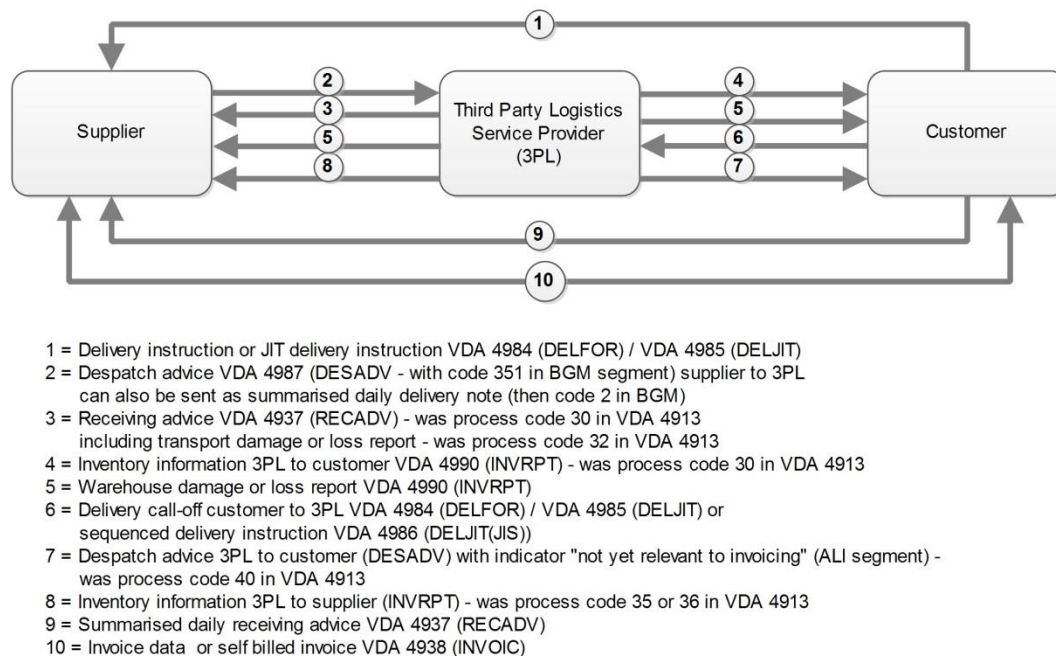 1
2
4
3
5
Supplier
Third Party Logistics
Service Provider
(3PL)
Customer
5
6
8
7
9
10
1 = Delivery instruction or JIT delivery instruction VDA 4984 (DELFOR) / VDA 4985 (DELJIT)
2 = Despatch advice VDA 4987 (DESADV - with code 351 in BGM segment) supplier to 3PL
can also be sent as summarised daily delivery note (then code 2 in BGM)
3 = Receiving advice VDA 4937 (RECADV) - was process code 30 in VDA 4913
including transport damage or loss report - was process code 32 in VDA 4913
4 = Inventory information 3PL to customer VDA 4990 (INVRPT) - was process code 30 in VDA 4913
5 = Warehouse damage or loss report VDA 4990 (INVRPT)
6 = Delivery call-off customer to 3PL VDA 4984 (DELFOR) / VDA 4985 (DELJIT) or
sequenced delivery instruction VDA 4986 (DELJIT(JIS))
7 = Despatch advice 3PL to customer (DESADV) with indicator "not yet relevant to invoicing" (ALI segment) -
was process code 40 in VDA 4913
8 = Inventory information 3PL to supplier (INVRPT) - was process code 35 or 36 in VDA 4913
9 = Summarised daily receiving advice VDA 4937 (RECADV)
10 = Invoice data or self billed invoice VDA 4938 (INVOIC)